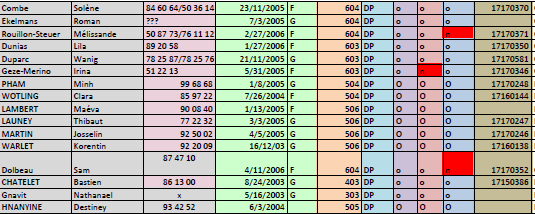 Combe Solène 84 60 64/50 36 14 23/11/2005 F 604 DP o o o 17170370
Ekelmans Roman ??? 7/3/2005 G 604 DP o o o
Rouillon-Steuer Mélissande 50 87 73/76 11 12 2/27/2006 F 604 DP o o o 17170371
Dunias Lila 89 20 58 1/27/2006 F 603 DP o o o 17170350
Duparc Wanig 78 25 87/78 25 76 21/11/2005 G 603 DP o o o 17170581
Geze-Merino Irina 51 22 13 5/31/2005 F 603 DP o o o 17170346
PHAM Minh 99 68 68 1/8/2005 G 504 DP O O O 17170248
WOTLING Clara 85 97 22 7/26/2004 F 504 DP O O O 17160144
LAMBERT Maéva 90 08 40 1/13/2005 F 506 DP O O O
LAUNEY Thibaut 77 22 32 3/3/2005 G 506 DP O O O 17170247
MARTIN Josselin 92 50 02 4/5/2005 G 506 DP O O O 17170246
WARLET Korentin 92 20 09 16/12/03 G 506 DP O O O 17160138
87 47 10
Dolbeau Sam 4/11/2006 F 604 DP o o o 17170352
CHATELET Bastien 86 13 00 8/24/2003 G 403 DP o o o 17150386
Gnavit Nathanael x 5/16/2003 G 303 DP o o o
HNANYINE Destiney 93 42 52 6/3/2004 505 DP O O O